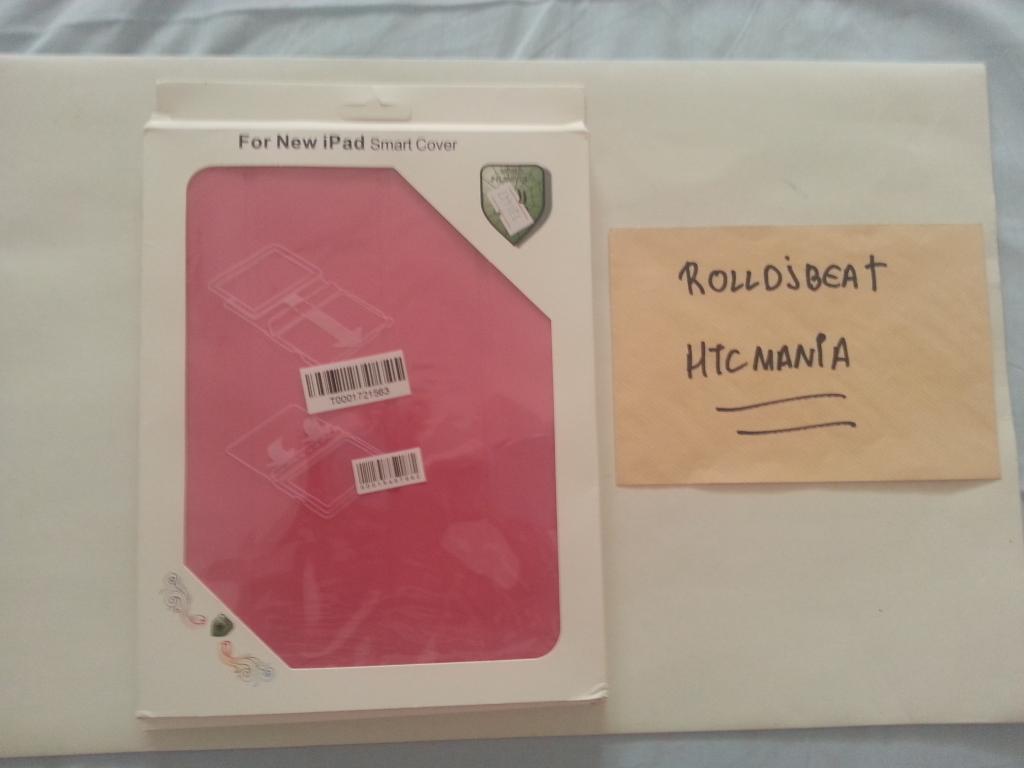 For New iPad Smart Cover
T0001721563
ROLLDJBEAT
HTCMANIA